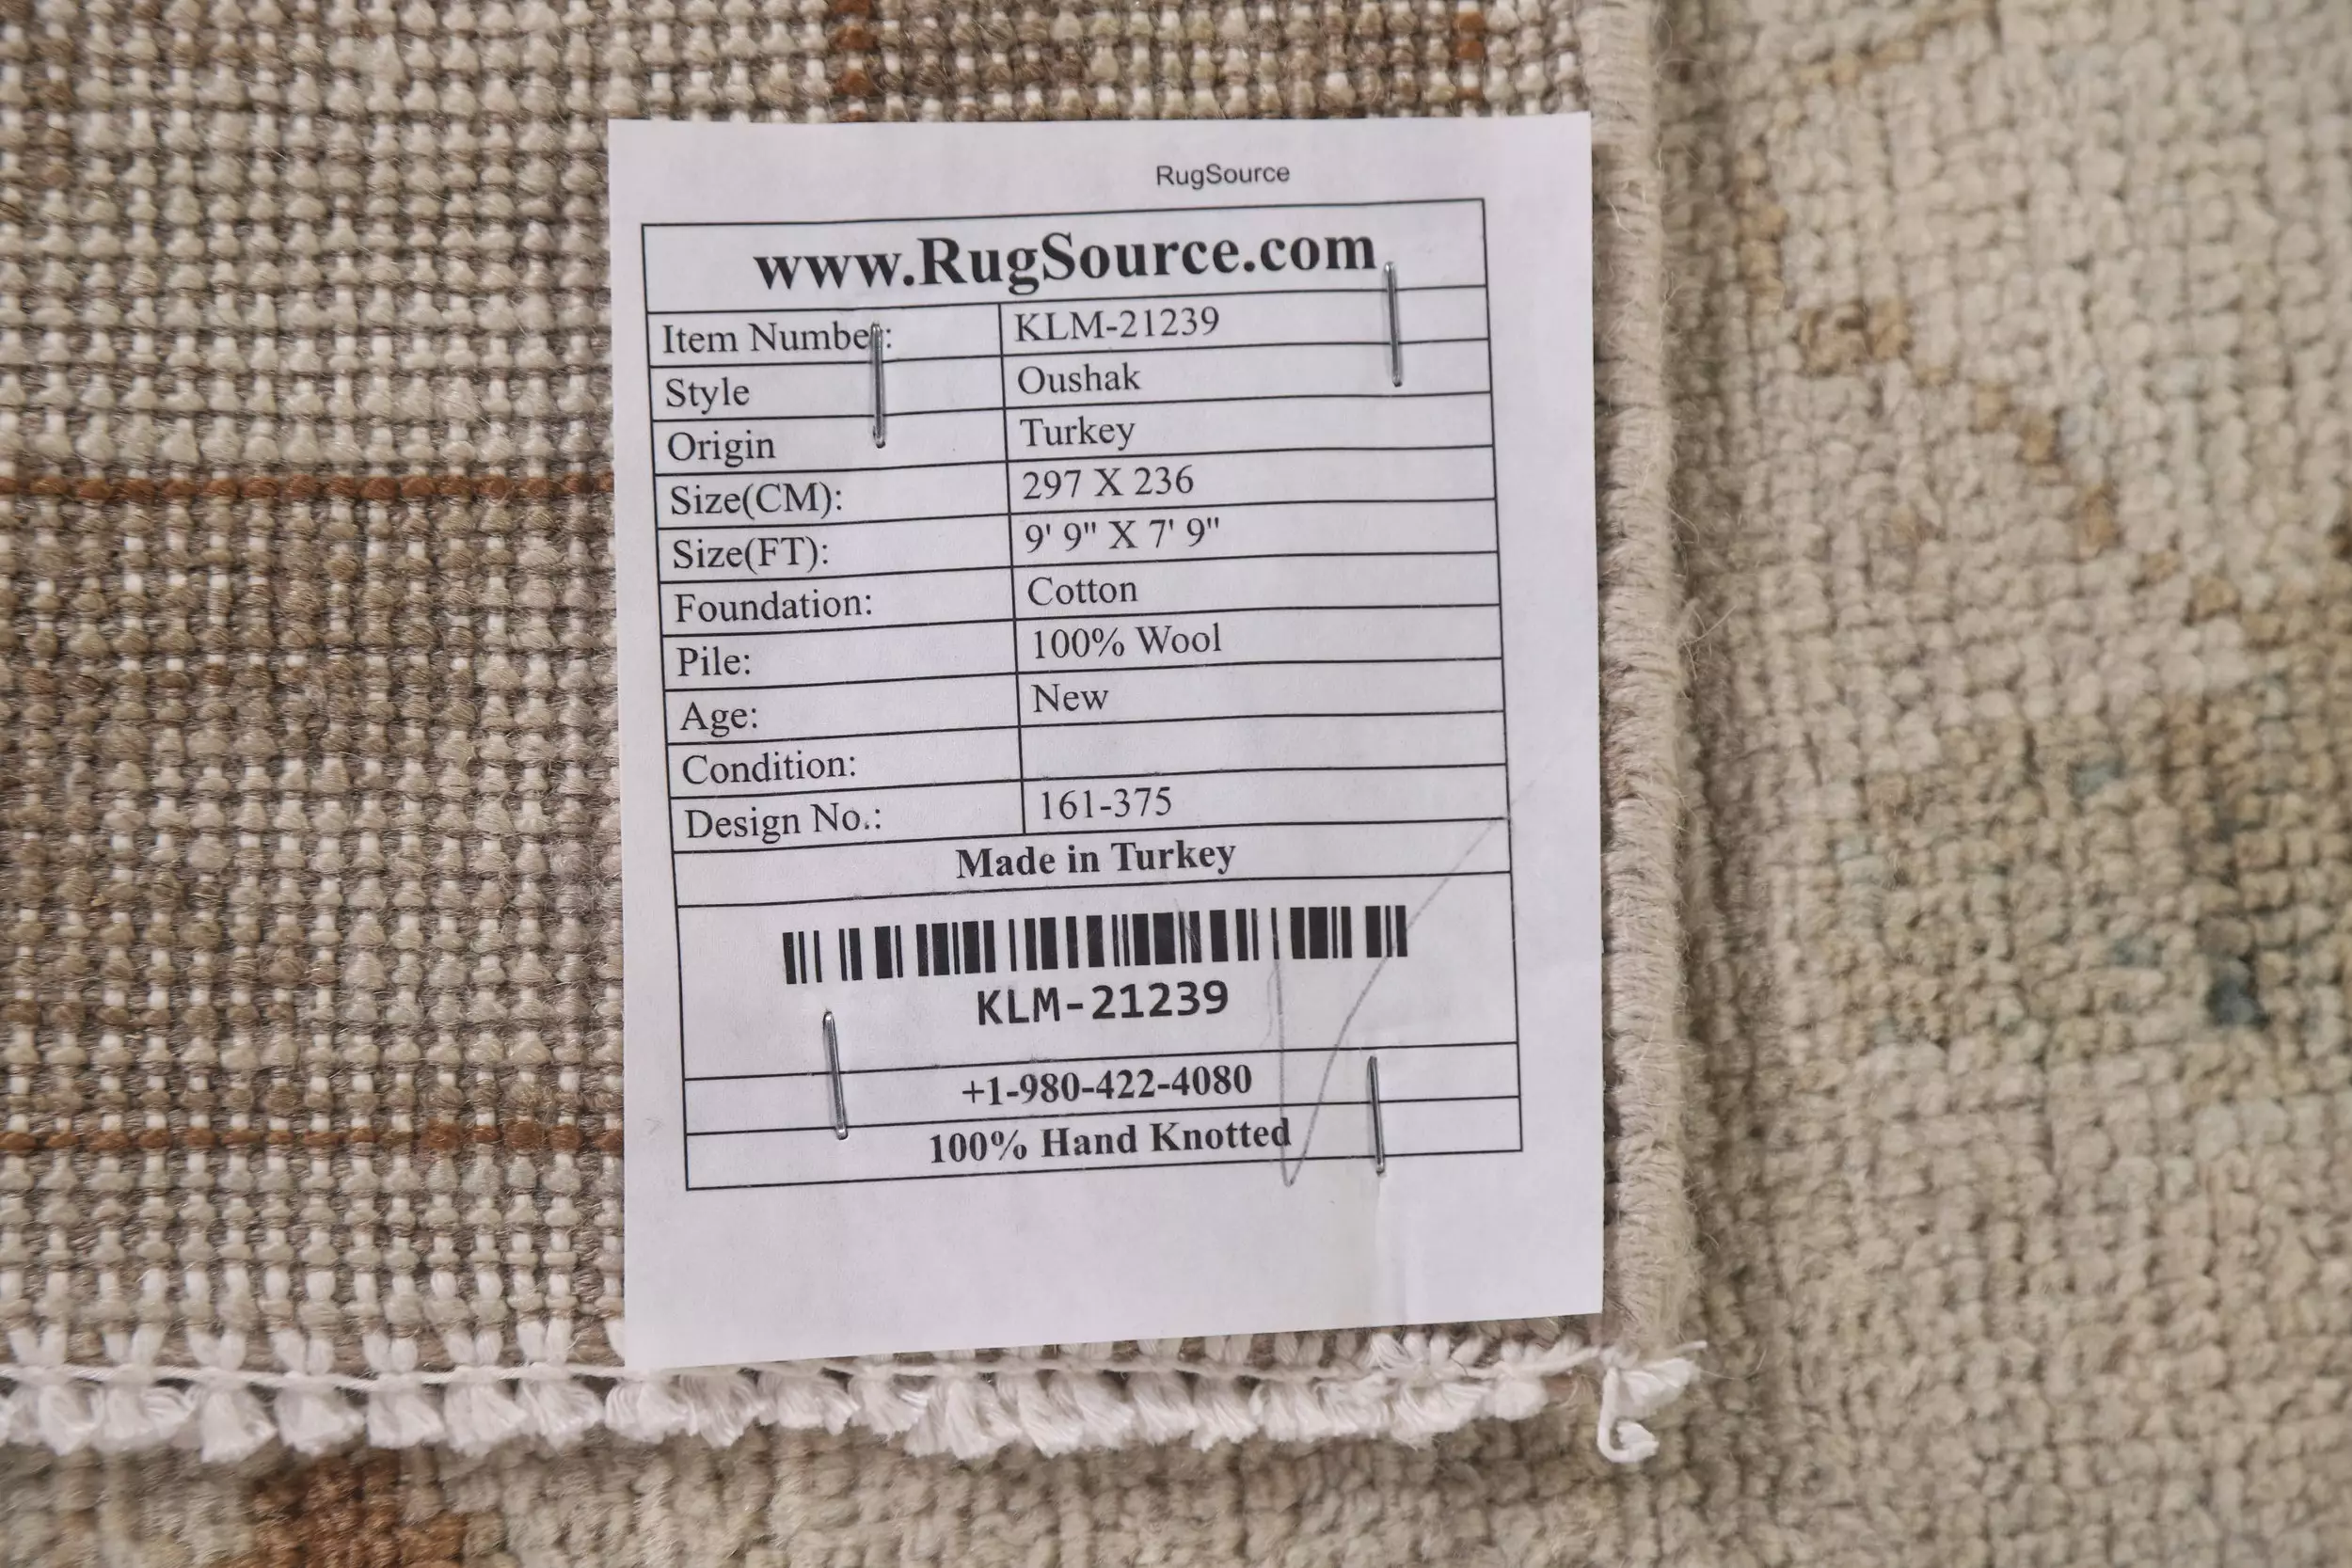 RugSource
www.RugSource.com
Item Number: KLM-21239
Style Oushak
Origin Turkey
Size(CM): 297 X 236
Size(FT): 9' 9" X 7' 9"
Foundation: Cotton
Pile: 100% Wool
Age: New
Condition:
Design No.: 161-375
Made in Turkey
KLM-21239
+1-980-422-4080
100% Hand Knotted